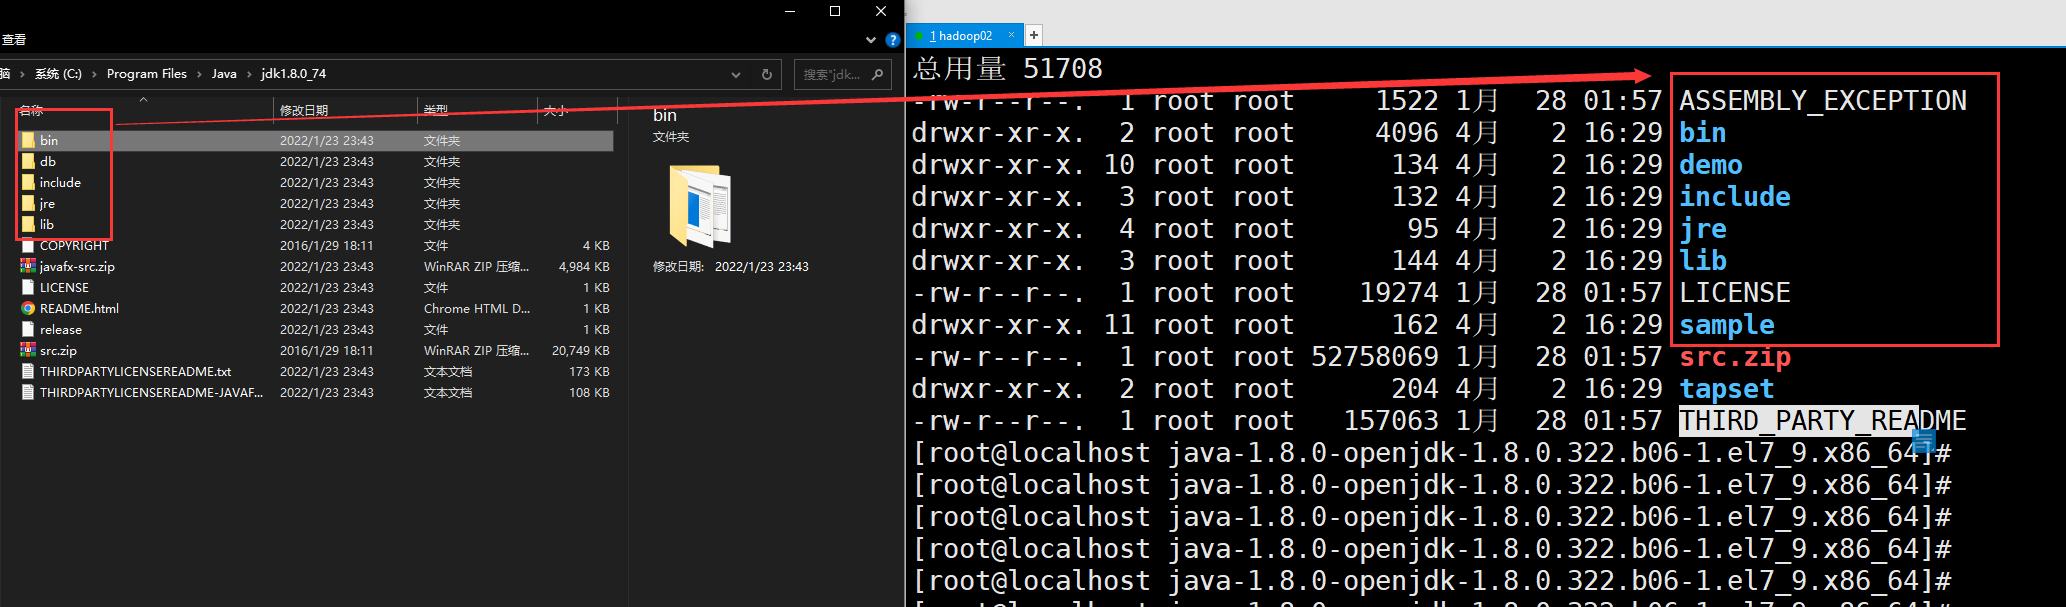 查看
脑 › 系统 (C:) › Program Files › Java › jdk1.8.0_74
搜索"jdk...
名称 修改日期 类型 大小
bin 2022/1/23 23:43 文件夹
db 2022/1/23 23:43 文件夹
include 2022/1/23 23:43 文件夹
jre 2022/1/23 23:43 文件夹
lib 2022/1/23 23:43 文件夹
COPYRIGHT 2016/1/29 18:11 文件 4 KB
javafx-src.zip 2022/1/23 23:43 WinRAR ZIP 压缩... 4,984 KB
LICENSE 2022/1/23 23:43 文件 1 KB
README.html 2022/1/23 23:43 Chrome HTML D... 1 KB
release 2022/1/23 23:43 文件 1 KB
src.zip 2016/1/29 18:11 WinRAR ZIP 压缩... 20,749 KB
THIRDPARTYLICENSEREADME.txt 2022/1/23 23:43 文本文档 173 KB
THIRDPARTYLICENSEREADME-JAVAF... 2022/1/23 23:43 文本文档 108 KB
bin
文件夹
修改日期: 2022/1/23 23:43
1 hadoop02 × +
总用量 51708
-rw-r--r--. 1 root root 1522 1月 28 01:57 ASSEMBLY_EXCEPTION
drwxr-xr-x. 2 root root 4096 4月 2 16:29 bin
drwxr-xr-x. 10 root root 134 4月 2 16:29 demo
drwxr-xr-x. 3 root root 132 4月 2 16:29 include
drwxr-xr-x. 4 root root 95 4月 2 16:29 jre
drwxr-xr-x. 3 root root 144 4月 2 16:29 lib
-rw-r--r--. 1 root root 19274 1月 28 01:57 LICENSE
drwxr-xr-x. 11 root root 162 4月 2 16:29 sample
-rw-r--r--. 1 root root 52758069 1月 28 01:57 src.zip
drwxr-xr-x. 2 root root 204 4月 2 16:29 tapset
-rw-r--r--. 1 root root 157063 1月 28 01:57 THIRD_PARTY_README
[root@localhost java-1.8.0-openjdk-1.8.0.322.b06-1.el7_9.x86_64]#
[root@localhost java-1.8.0-openjdk-1.8.0.322.b06-1.el7_9.x86_64]#
[root@localhost java-1.8.0-openjdk-1.8.0.322.b06-1.el7_9.x86_64]#
[root@localhost java-1.8.0-openjdk-1.8.0.322.b06-1.el7_9.x86_64]#
[root@localhost java-1.8.0-openjdk-1.8.0.322.b06-1.el7_9.x86_64]#